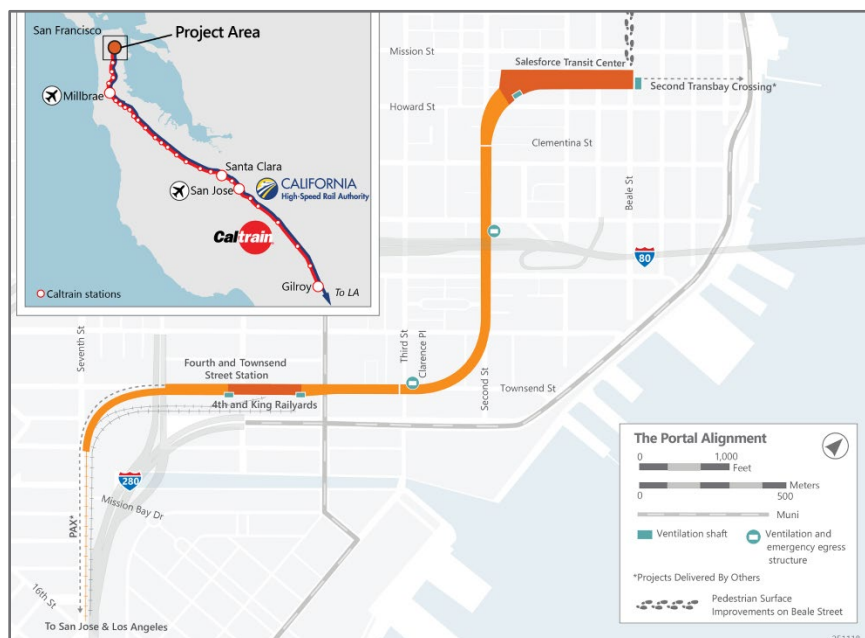 San Francisco
Project Area
Millbrae
Santa Clara
San Jose
CALIFORNIA
High-Speed Rail Authority
Caltrain
Gilroy
To LA
Caltrain stations
Mission St
Salesforce Transit Center
Second Transbay Crossing*
Howard St
Clementina St
Beale St
80
Seventh St
Fourth and Townsend
Street Station
Third St
Clarence Pl
Second St
Townsend St
4th and King Railyards
280
Mission Bay Dr
PAX*
16th St
To San Jose & Los Angeles
The Portal Alignment
0 1,000
Feet
Meters
0 500
Muni
Ventilation shaft
Ventilation and
emergency egress
structure
*Projects Delivered By Others
Pedestrian Surface
Improvements on Beale Street